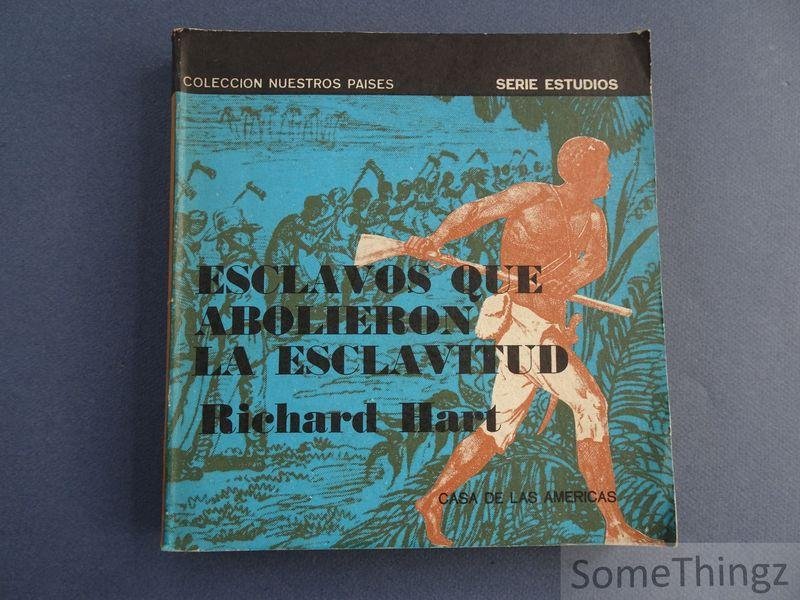 COLECCION NUESTROS PAISES SERIE ESTUDIOS
ESCLAVOS QUE
ABOLIERON
LA ESCLAVITUD
Richard Hart
CASA DE LAS AMERICAS
SomeThingz